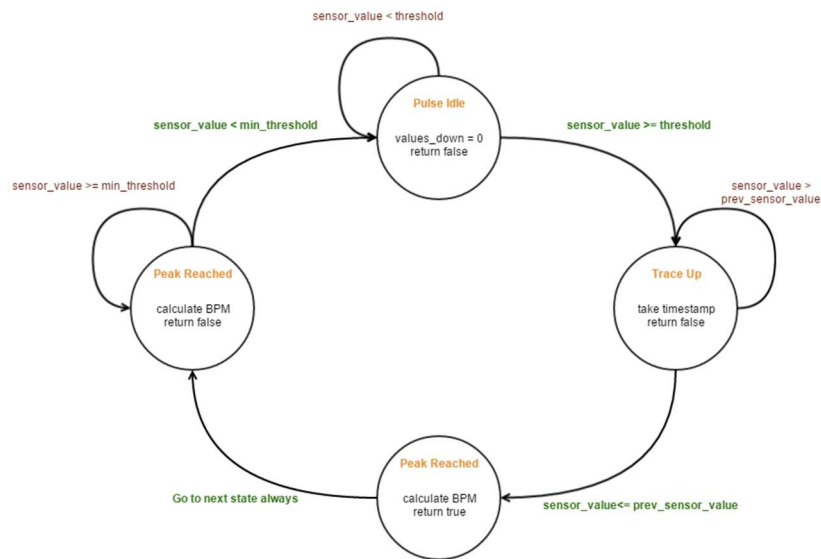 sensor_value < threshold
Pulse Idle
values_down = 0
return false
sensor_value < min_threshold
sensor_value >= threshold
sensor_value >= min_threshold
sensor_value >
prev_sensor_value
Peak Reached
calculate BPM
return false
Trace Up
take timestamp
return false
Peak Reached
calculate BPM
return true
Go to next state always
sensor_value<= prev_sensor_value